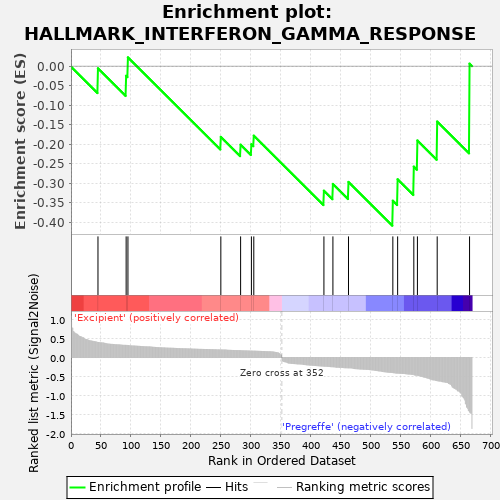 Enrichment plot:
HALLMARK_INTERFERON_GAMMA_RESPONSE
Enrichment score (ES)
0.00
-0.05
-0.10
-0.15
-0.20
-0.25
-0.30
-0.35
-0.40
'Excipient' (positively correlated)
Ranked list metric (Signal2Noise)
1.0
0.5
0.0
-0.5
-1.0
-1.5
-2.0
Zero cross at 352
'Pregreffe' (negatively correlated)
0 50 100 150 200 250 300 350 400 450 500 550 600 650 700
Rank in Ordered Dataset
Enrichment profile Hits Ranking metric scores